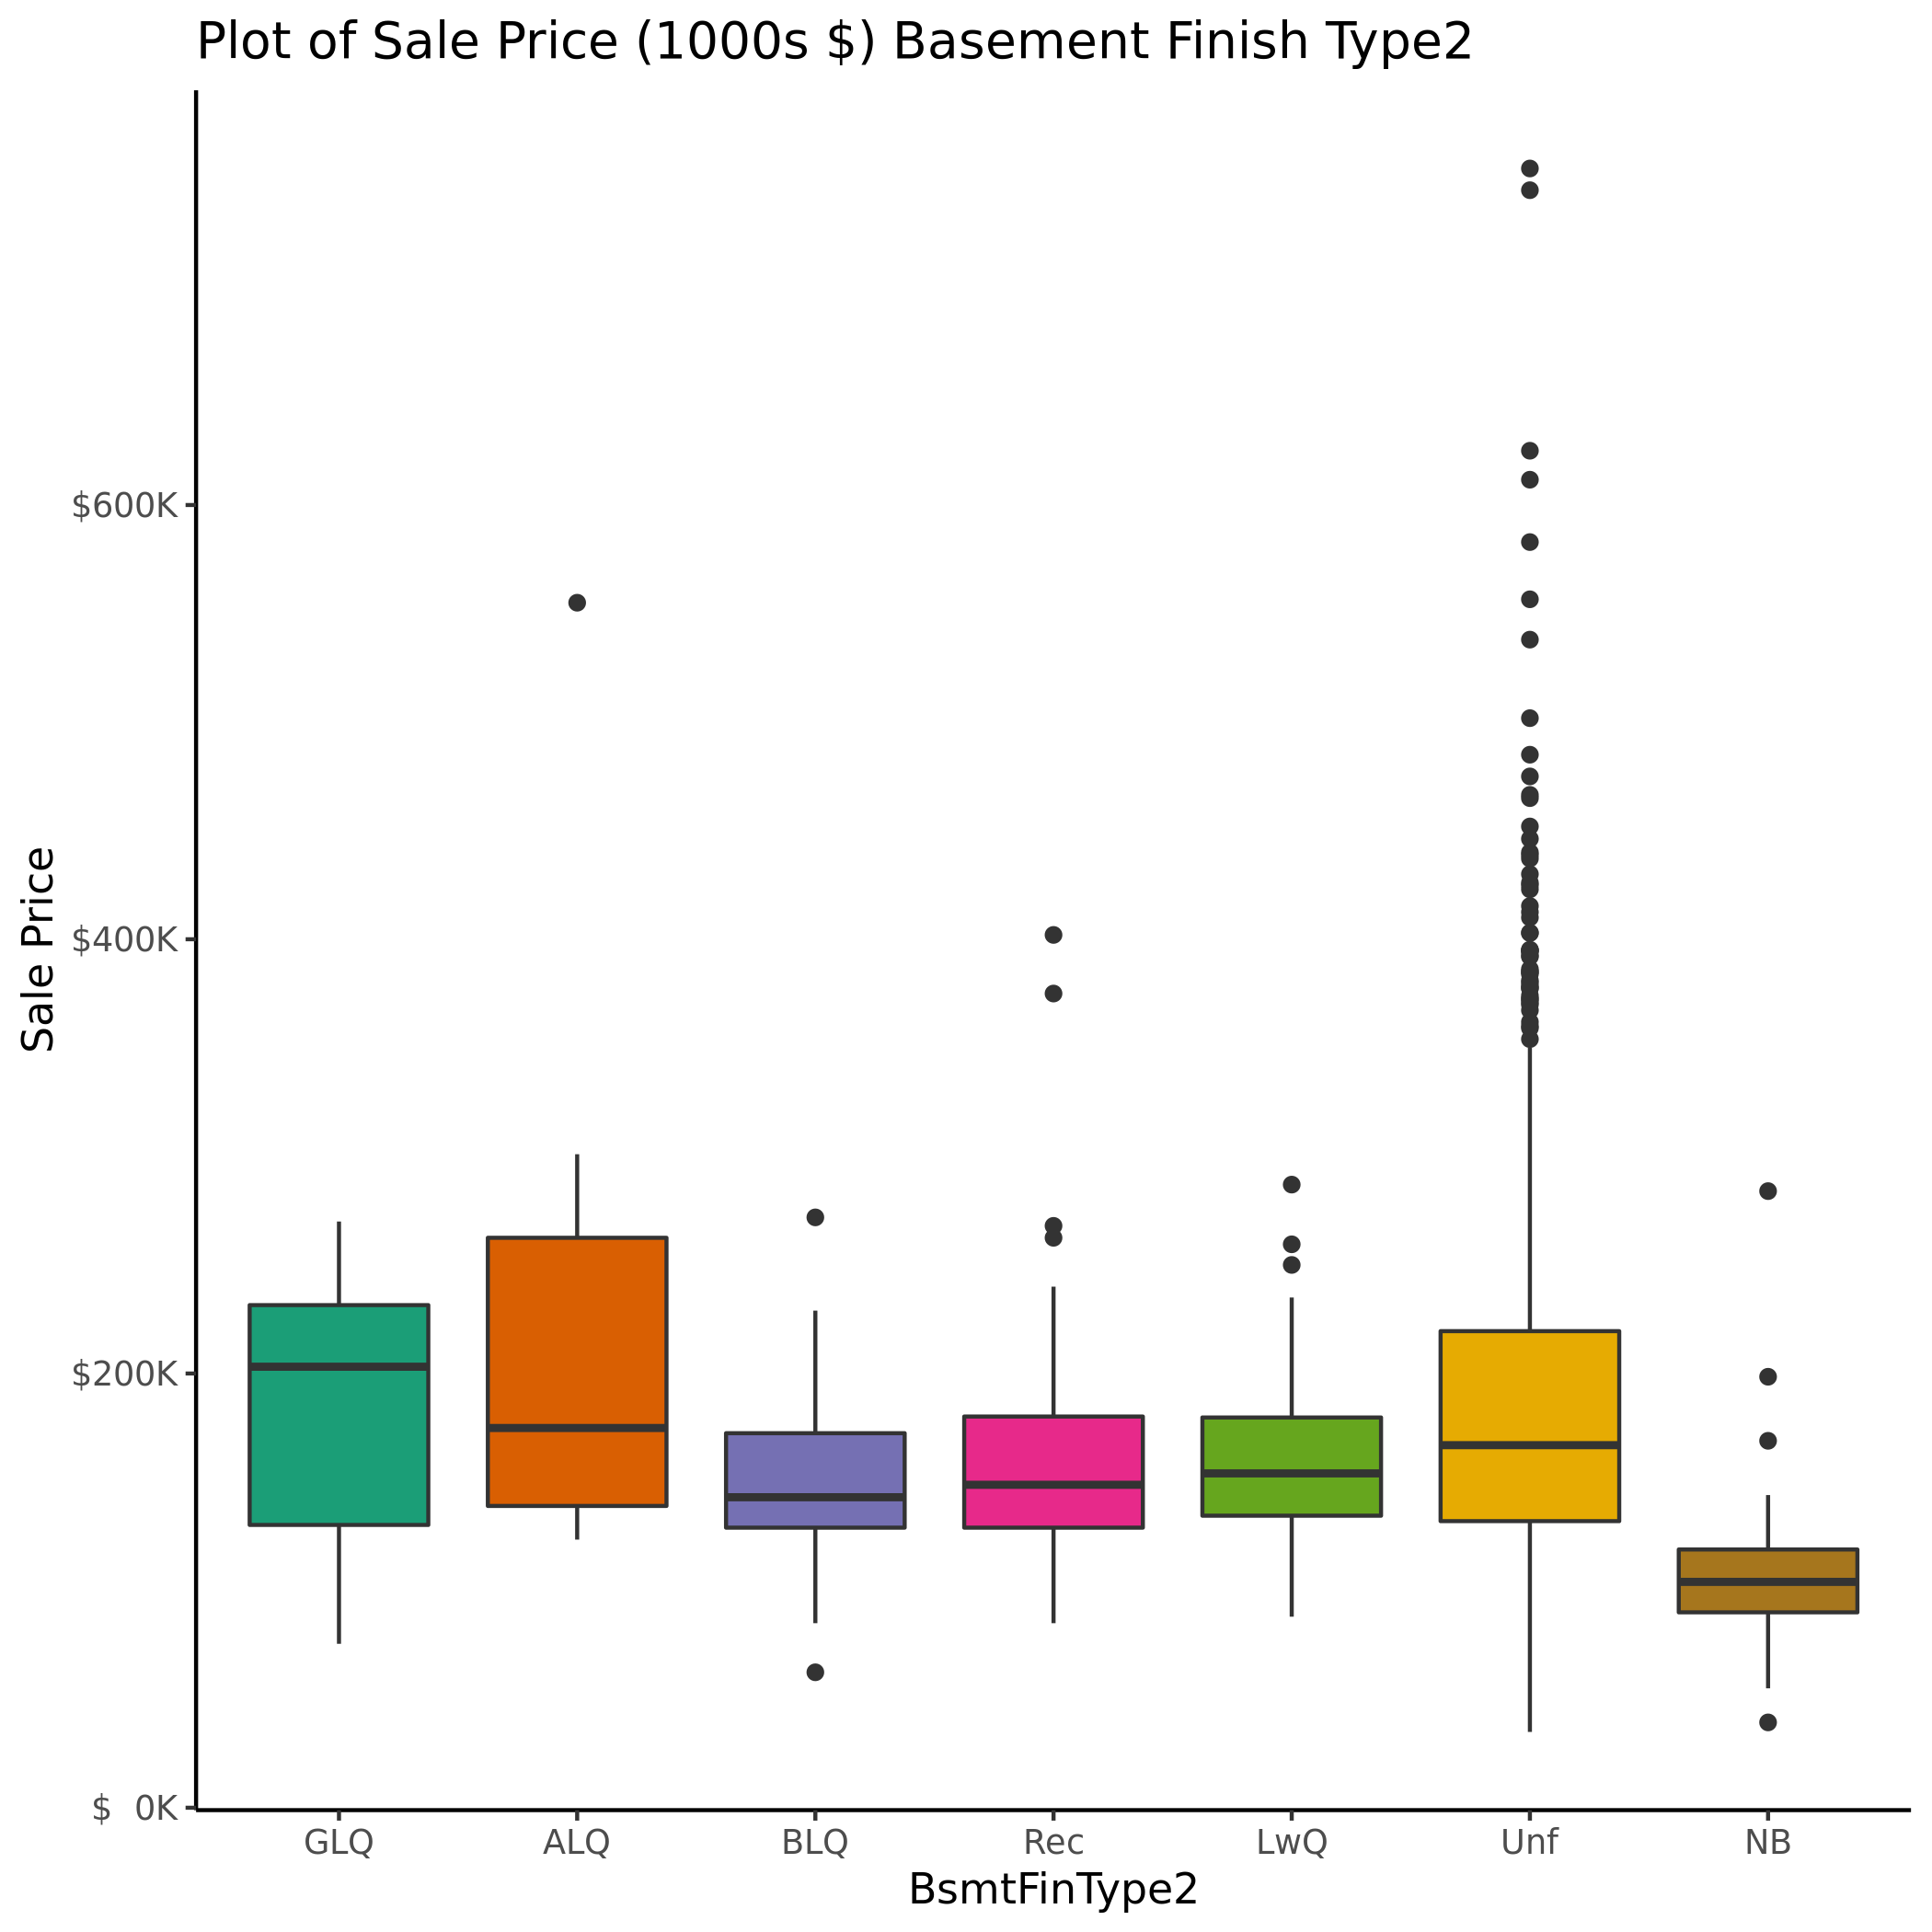 Plot of Sale Price (1000s $) Basement Finish Type2
Sale Price
$600K
$400K
$200K
$  0K
GLQ ALQ BLQ Rec LwQ Unf NB
BsmtFinType2